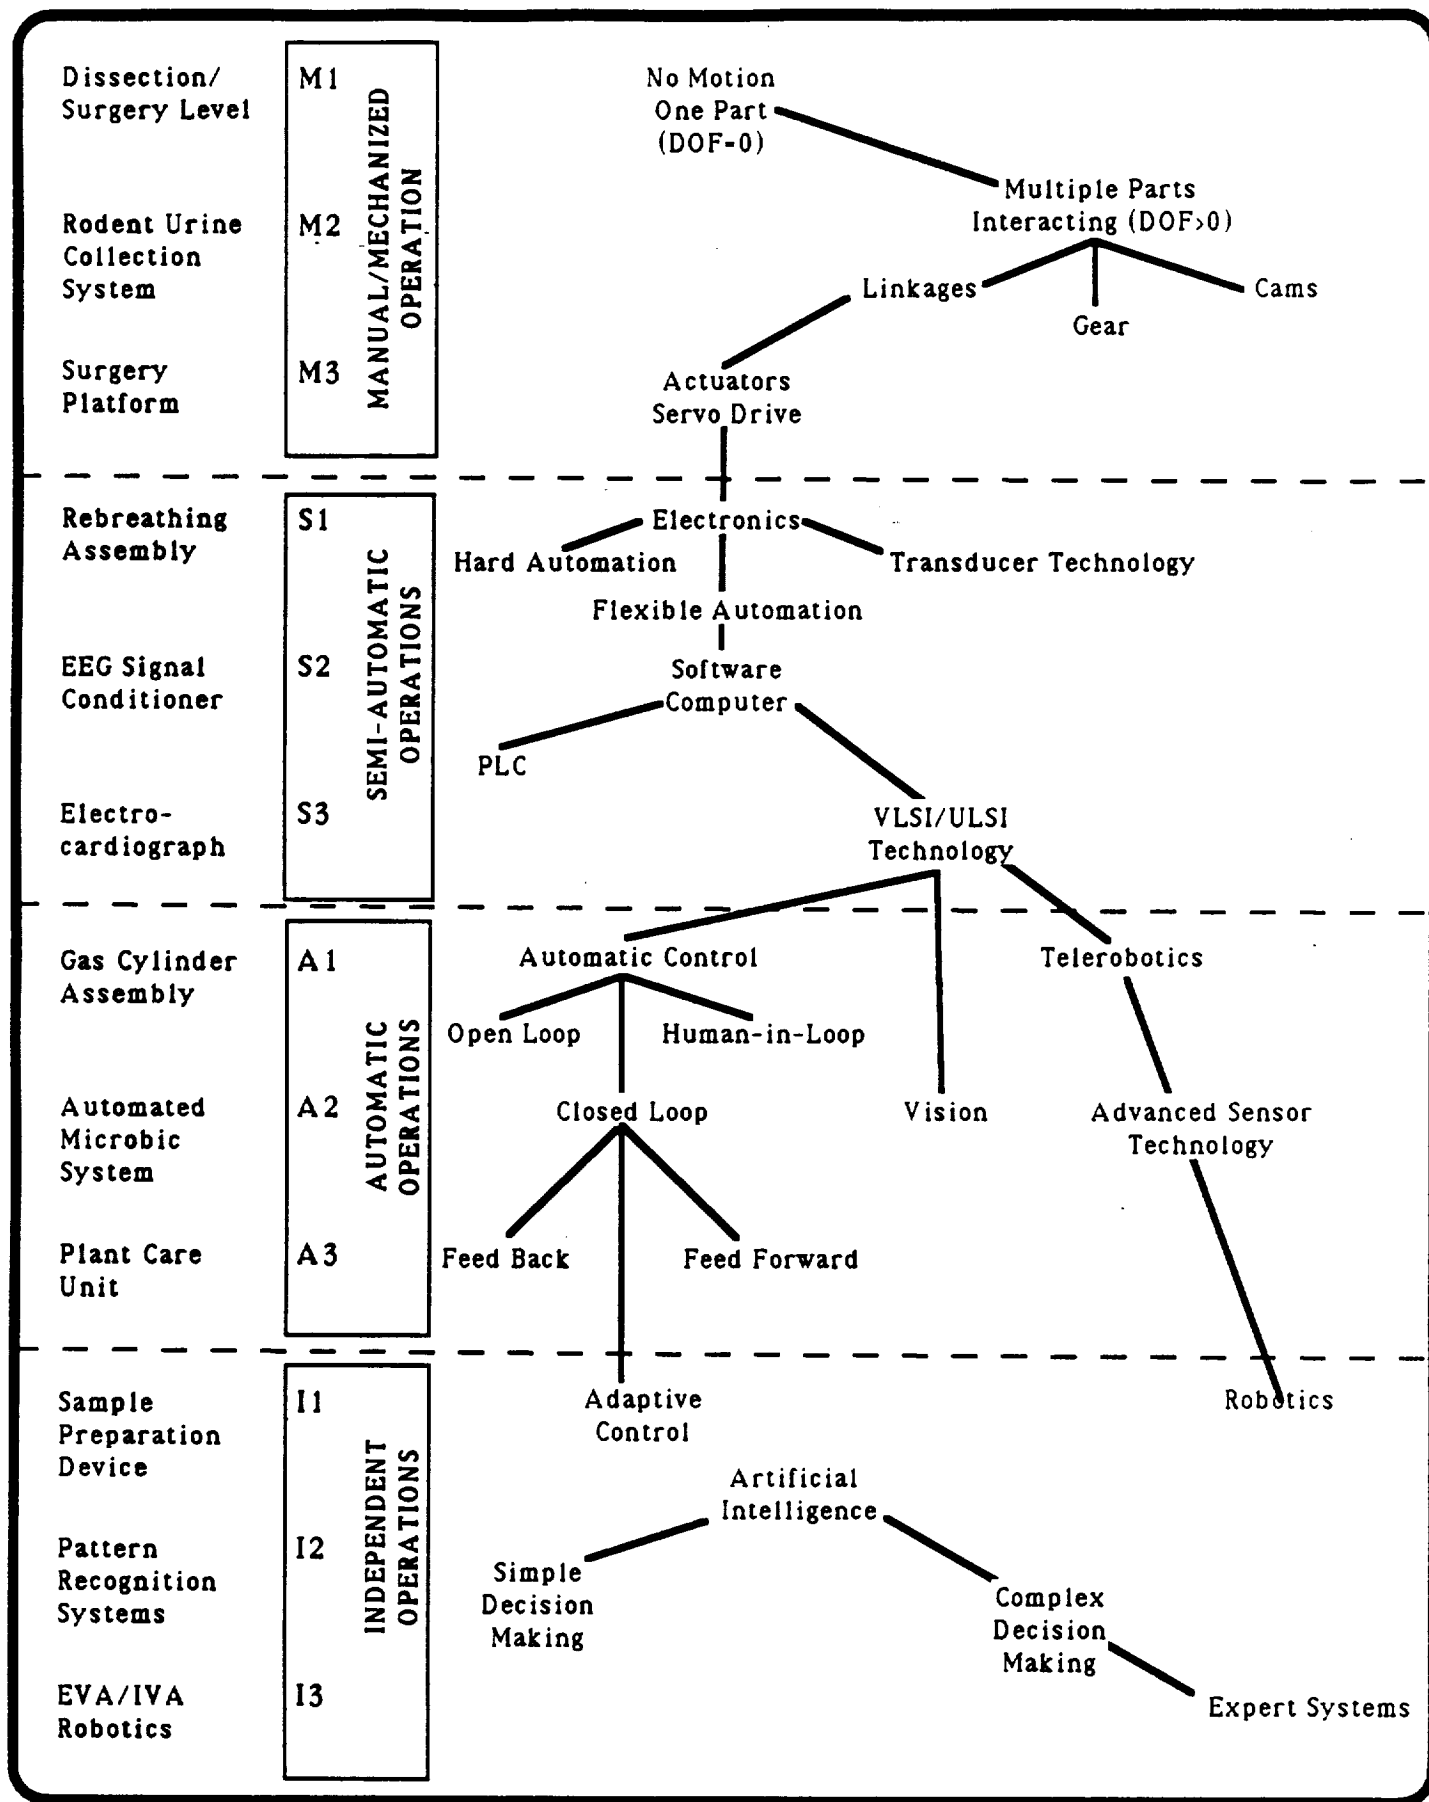 Dissection/
Surgery Level
M1
Rodent Urine
Collection
System
M2
Surgery
Platform
M3
MANUAL/MECHANIZED
OPERATION
No Motion
One Part
(DOF=0)
Multiple Parts
Interacting (DOF>0)
Linkages
Gear
Cams
Actuators
Servo Drive
Rebreathing
Assembly
S1
EEG Signal
Conditioner
S2
Electro-
cardiograph
S3
SEMI-AUTOMATIC
OPERATIONS
Electronics
Hard Automation
Transducer Technology
Flexible Automation
Software
Computer
PLC
VLSI/ULSI
Technology
Gas Cylinder
Assembly
A1
Automated
Microbic
System
A2
Plant Care
Unit
A3
AUTOMATIC
OPERATIONS
Automatic Control
Telerobotics
Open Loop
Human-in-Loop
Closed Loop
Vision
Advanced Sensor
Technology
Feed Back
Feed Forward
Sample
Preparation
Device
I1
Pattern
Recognition
Systems
I2
EVA/IVA
Robotics
I3
INDEPENDENT
OPERATIONS
Adaptive
Control
Robotics
Artificial
Intelligence
Simple
Decision
Making
Complex
Decision
Making
Expert Systems